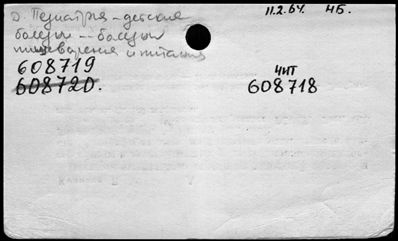 д. Педиатрия - детские 11.2.64. НБ.
болезни -- болезни
пищеварения и питания
608719 ЧИТ
608720. 608718